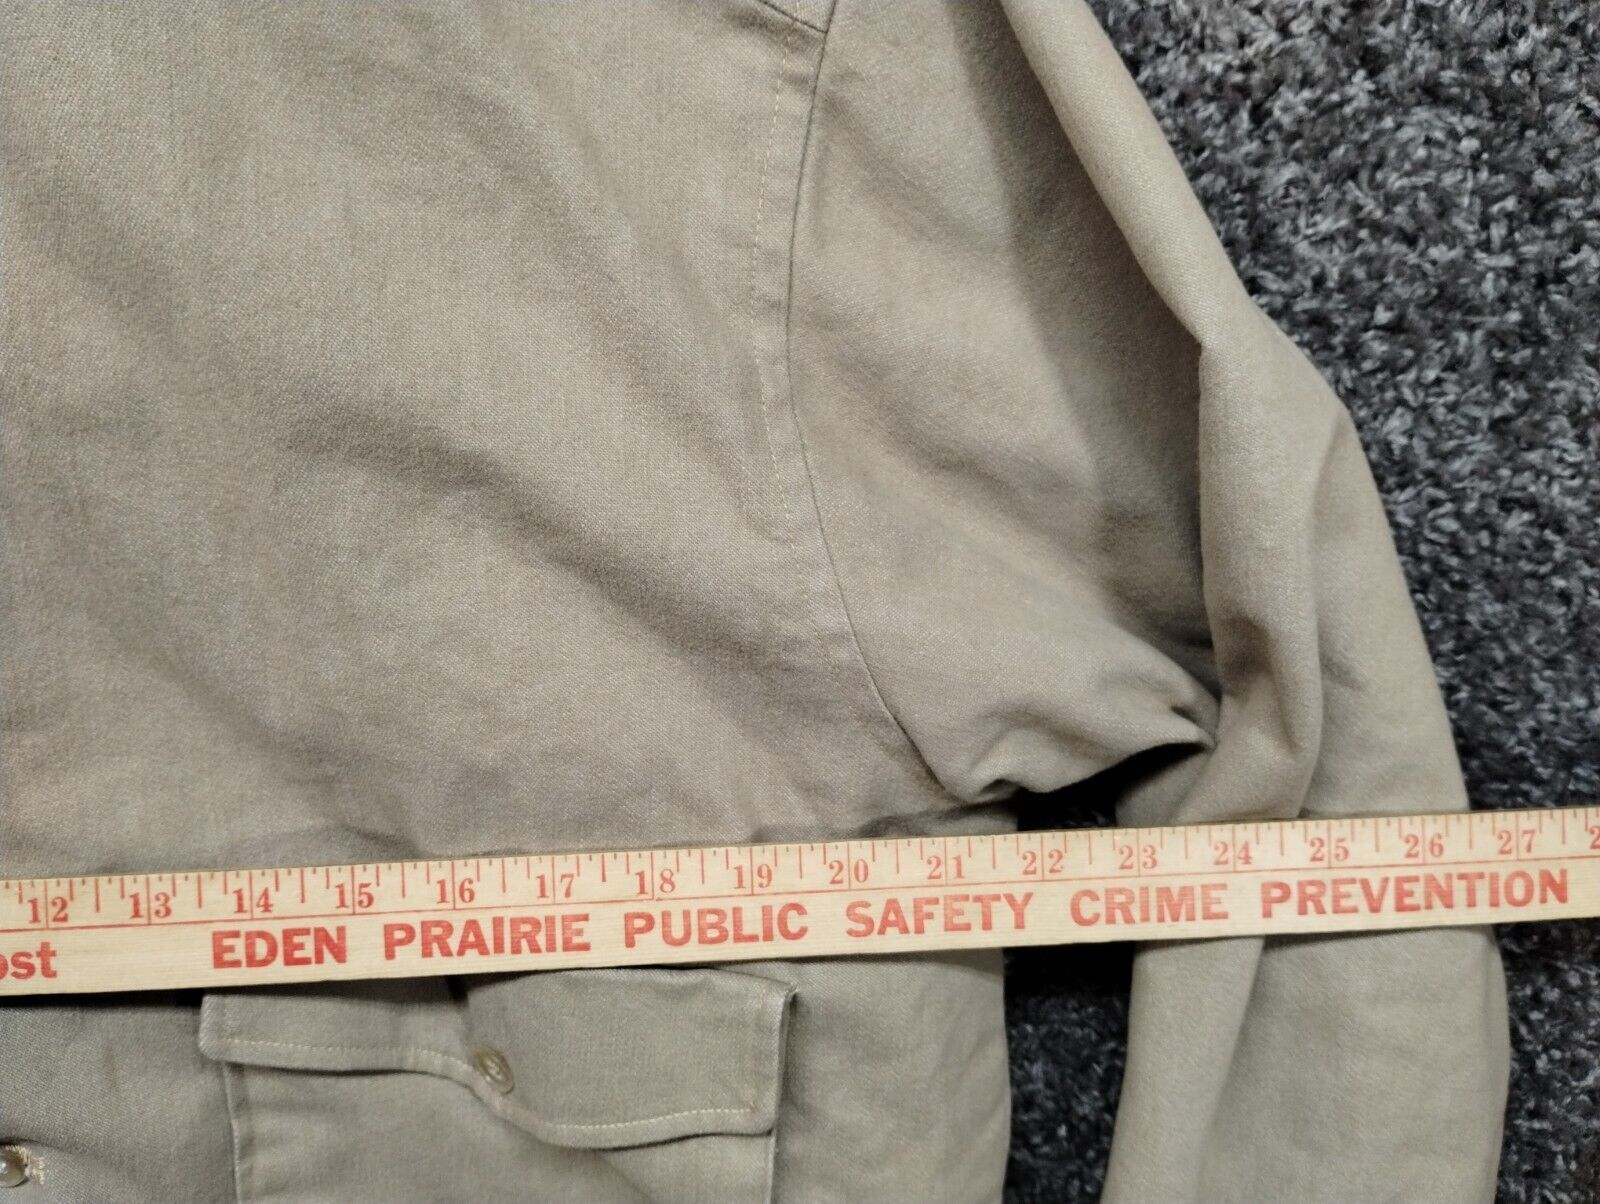 12 13 14 15 16 17 18 19 20 21 22 23 24 25 26 27
EDEN PRAIRIE PUBLIC SAFETY CRIME PREVENTION